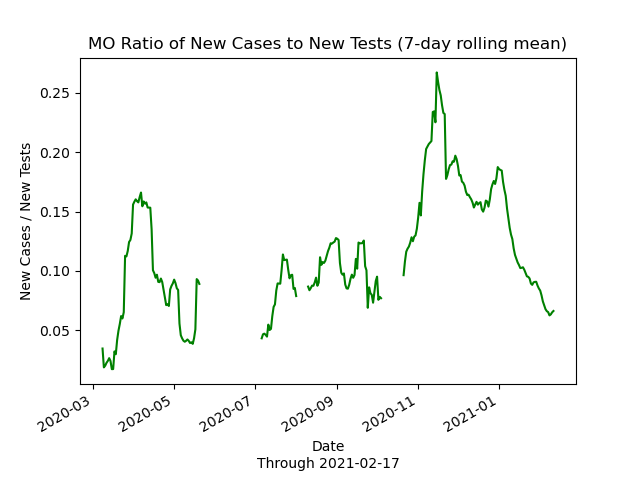 MO Ratio of New Cases to New Tests (7-day rolling mean)
New Cases / New Tests
0.25
0.20
0.15
0.10
0.05
2020-03
2020-05
2020-07
2020-09
2020-11
2021-01
Date
Through 2021-02-17